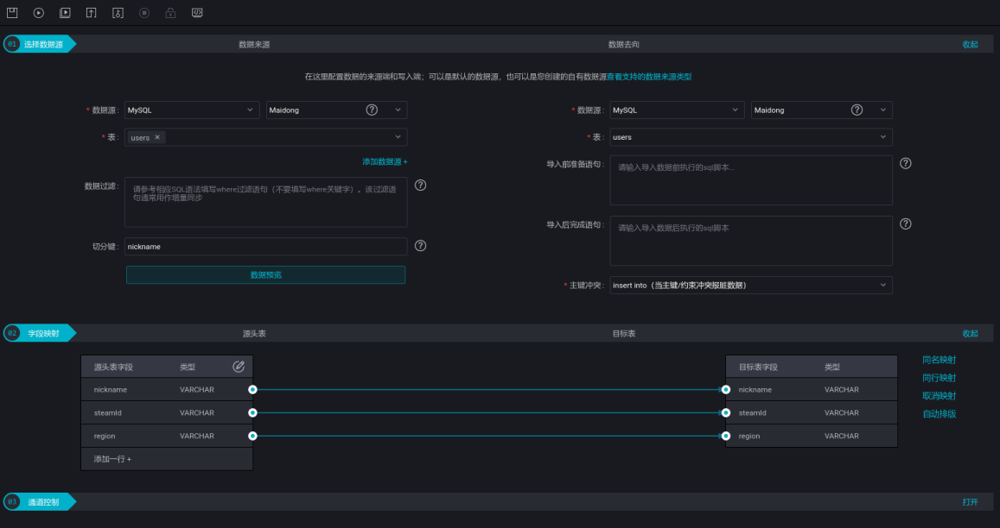 01 选择数据源 数据来源 数据去向 收起
在这里配置数据的来源端和写入端；可以是默认的数据源，也可以是您创建的自有数据源查看支持的数据来源类型
* 数据源： MySQL Maidong ?
* 表： users ×
添加数据源 +
数据过滤： 请参考相应SQL语法填写where过滤语句（不要填写where关键字）。该过滤语
句通常用作增量同步 ?
切分键： nickname ?
数据预览
* 数据源： MySQL Maidong ?
* 表： users
导入前准备语句： 请输入导入数据前执行的sql脚本... ?
导入后完成语句： 请输入导入数据后执行的sql脚本 ?
* 主键冲突： insert into（当主键/约束冲突报脏数据）
02 字段映射 源头表 目标表 收起
源头表字段 类型
nickname VARCHAR
steamId VARCHAR
region VARCHAR
添加一行 +
目标表字段 类型
nickname VARCHAR
steamId VARCHAR
region VARCHAR
同名映射
同行映射
取消映射
自动排版
03 通道控制 打开